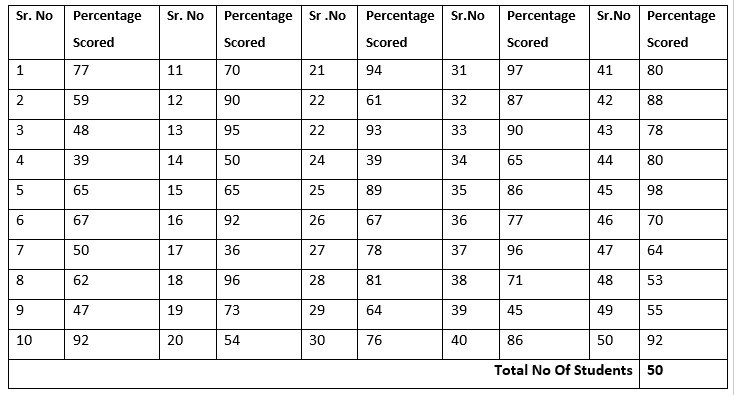 Sr. No Percentage Scored Sr. No Percentage Scored Sr .No Percentage Scored Sr.No Percentage Scored Sr.No Percentage Scored
1 77 11 70 21 94 31 97 41 80
2 59 12 90 22 61 32 87 42 88
3 48 13 95 22 93 33 90 43 78
4 39 14 50 24 39 34 65 44 80
5 65 15 65 25 89 35 86 45 98
6 67 16 92 26 67 36 77 46 70
7 50 17 36 27 78 37 96 47 64
8 62 18 96 28 81 38 71 48 53
9 47 19 73 29 64 39 45 49 55
10 92 20 54 30 76 40 86 50 92
Total No Of Students 50